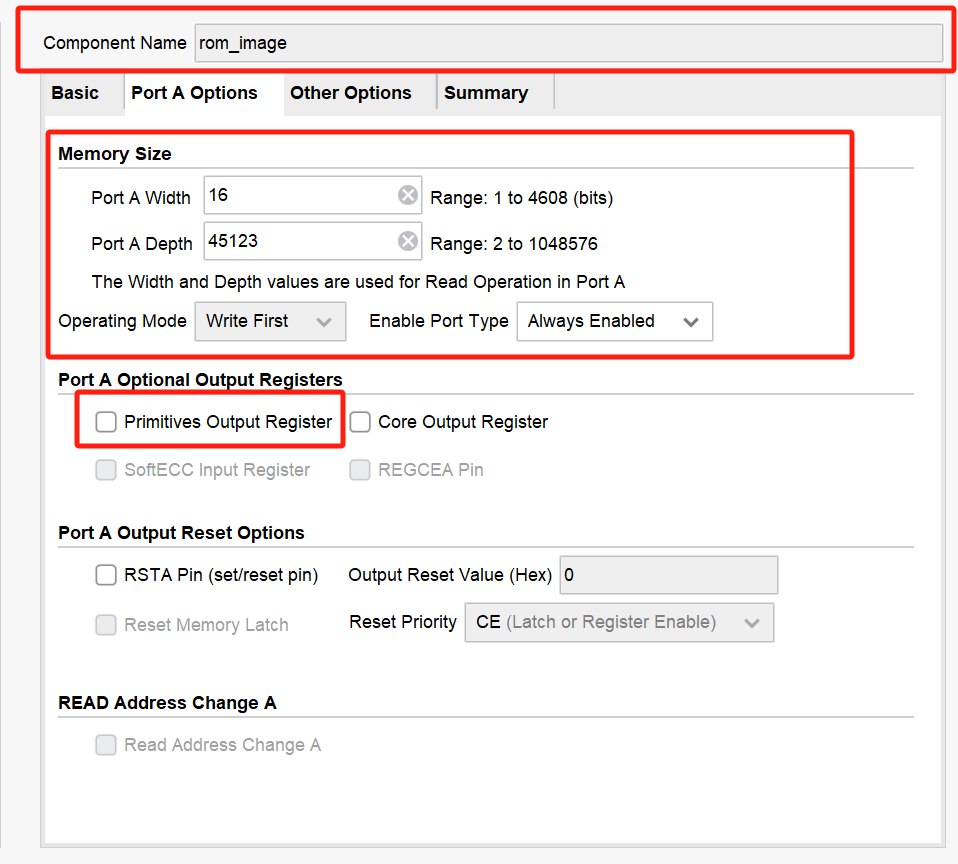 Component Name rom_image
Basic Port A Options Other Options Summary
Memory Size
Port A Width 16 Range: 1 to 4608 (bits)
Port A Depth 45123 Range: 2 to 1048576
The Width and Depth values are used for Read Operation in Port A
Operating Mode Write First Enable Port Type Always Enabled
Port A Optional Output Registers
Primitives Output Register Core Output Register
SoftECC Input Register REGCEA Pin
Port A Output Reset Options
RSTA Pin (set/reset pin) Output Reset Value (Hex) 0
Reset Memory Latch Reset Priority CE (Latch or Register Enable)
READ Address Change A
Read Address Change A